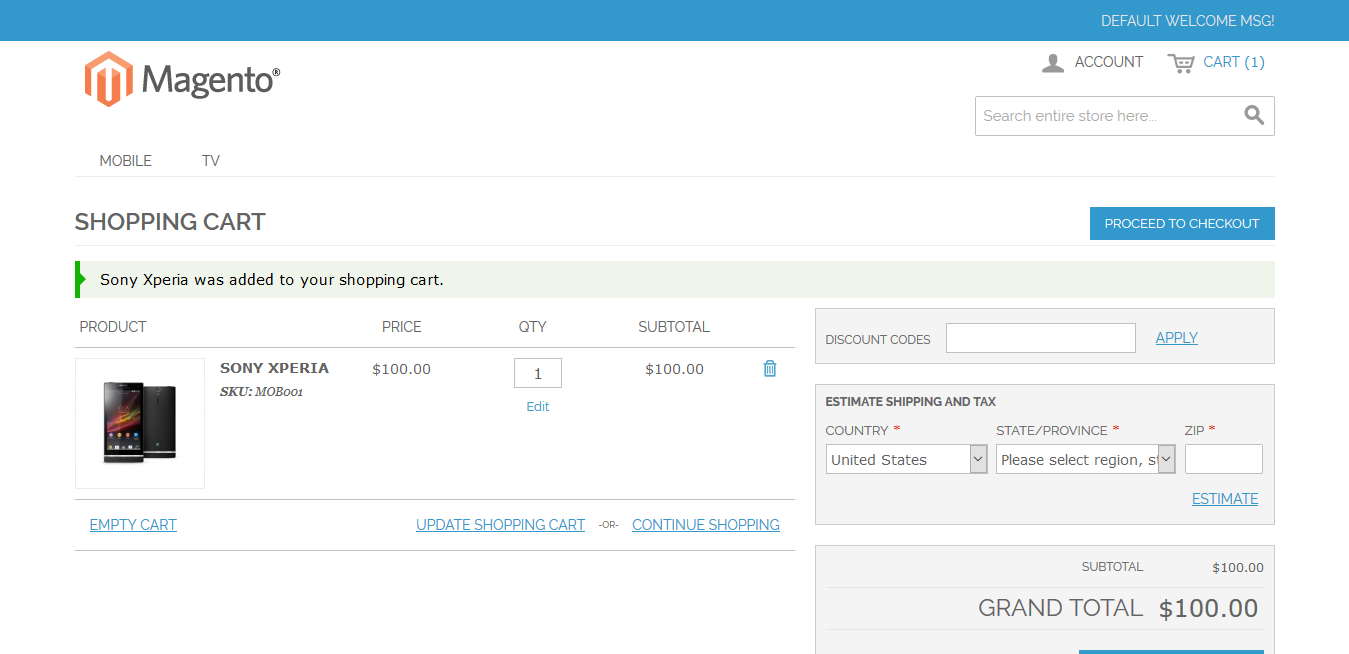 DEFAULT WELCOME MSG!
Magento®
ACCOUNT
CART (1)
Search entire store here...
MOBILE
TV
SHOPPING CART
PROCEED TO CHECKOUT
Sony Xperia was added to your shopping cart.
PRODUCT PRICE QTY SUBTOTAL
SONY XPERIA $100.00 1 $100.00
SKU: MOB001
Edit
EMPTY CART UPDATE SHOPPING CART -OR- CONTINUE SHOPPING
DISCOUNT CODES APPLY
ESTIMATE SHIPPING AND TAX
COUNTRY * STATE/PROVINCE * ZIP *
United States Please select region, st
ESTIMATE
SUBTOTAL $100.00
GRAND TOTAL $100.00